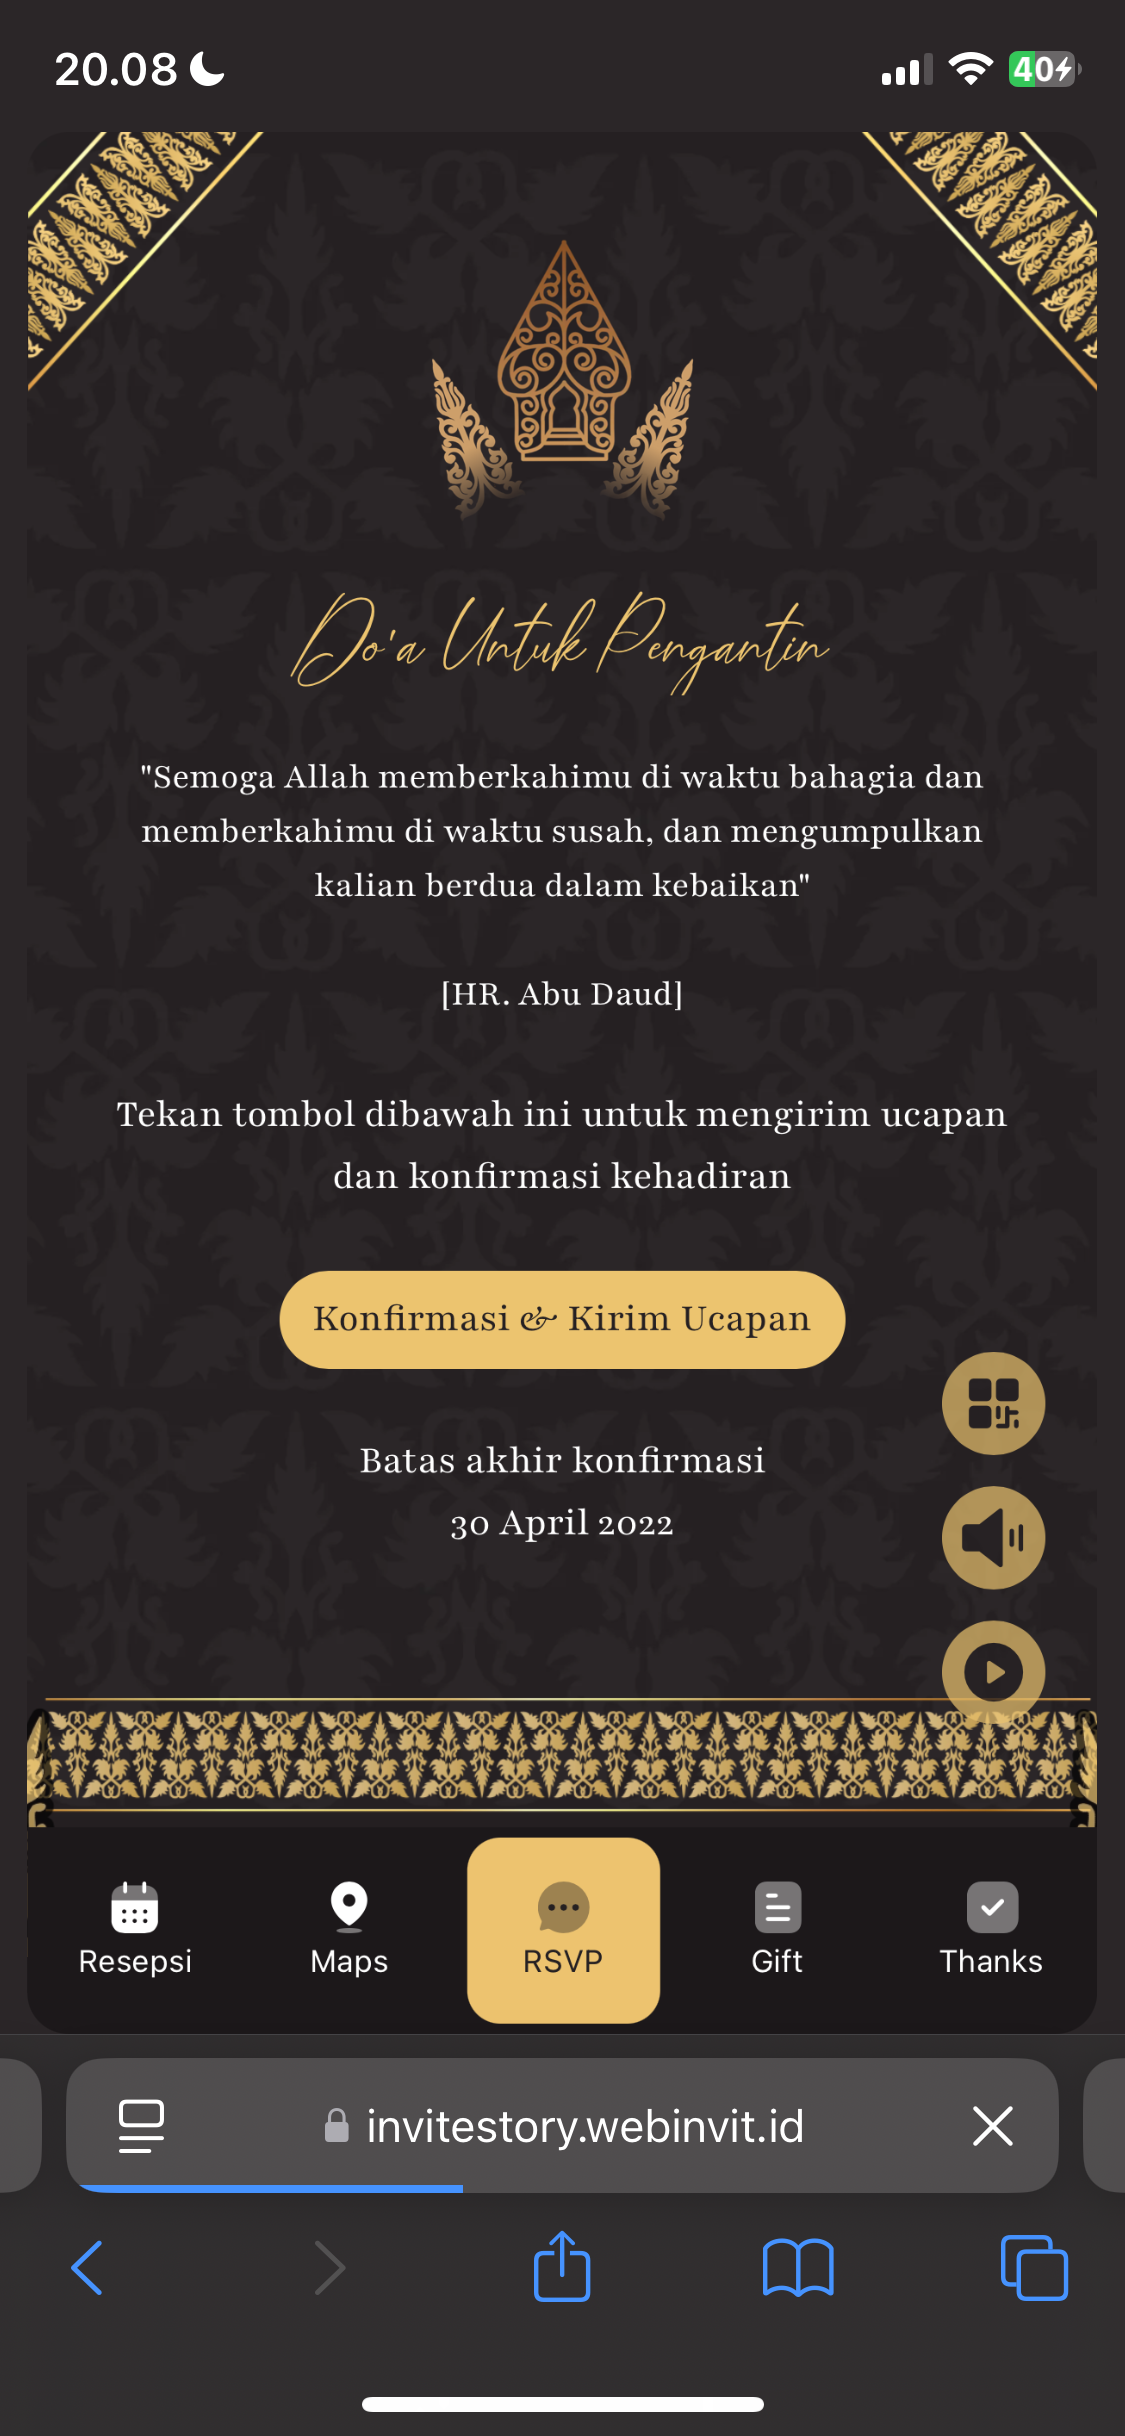 20.08
40
Do'a Untuk Pengantin
"Semoga Allah memberkahimu di waktu bahagia dan
memberkahimu di waktu susah, dan mengumpulkan
kalian berdua dalam kebaikan"
[HR. Abu Daud]
Tekan tombol dibawah ini untuk mengirim ucapan
dan konfirmasi kehadiran
Konfirmasi & Kirim Ucapan
Batas akhir konfirmasi
30 April 2022
Resepsi
Maps
RSVP
Gift
Thanks
invitestory.webinvit.id